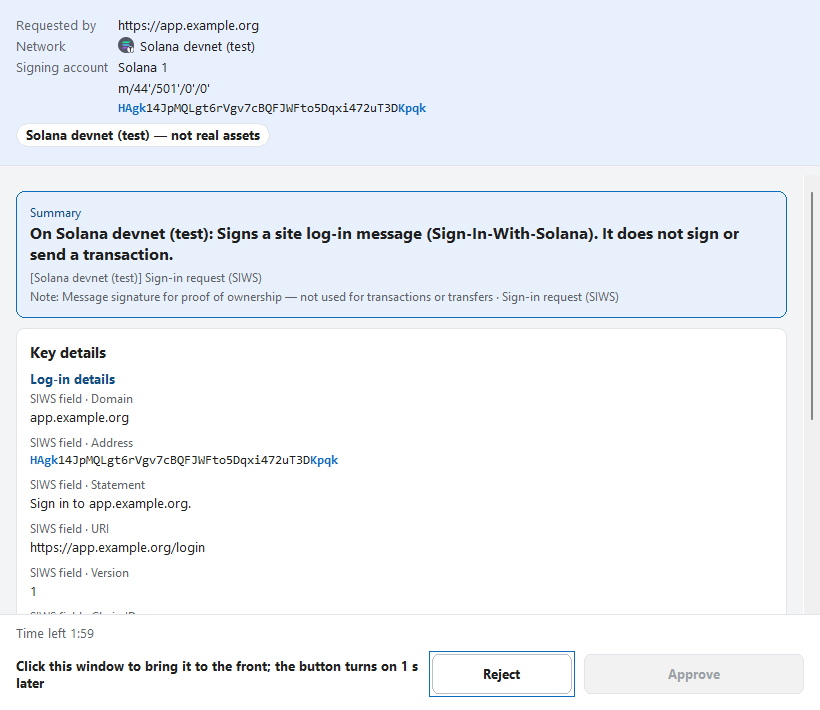 Requested by https://app.example.org
Network Solana devnet (test)
Signing account Solana 1
m/44'/501'/0'/0'
HAgk14JpMQLgt6rVgv7cBQFJWFto5Dqxi472uT3DKpqk
Solana devnet (test) — not real assets
Summary
On Solana devnet (test): Signs a site log-in message (Sign-In-With-Solana). It does not sign or
send a transaction.
[Solana devnet (test)] Sign-in request (SIWS)
Note: Message signature for proof of ownership — not used for transactions or transfers · Sign-in request (SIWS)
Key details
Log-in details
SIWS field · Domain
app.example.org
SIWS field · Address
HAgk14JpMQLgt6rVgv7cBQFJWFto5Dqxi472uT3DKpqk
SIWS field · Statement
Sign in to app.example.org.
SIWS field · URI
https://app.example.org/login
SIWS field · Version
1
SIWS field · Chain ID
Time left 1:59
Click this window to bring it to the front; the button turns on 1 s
later
Reject
Approve